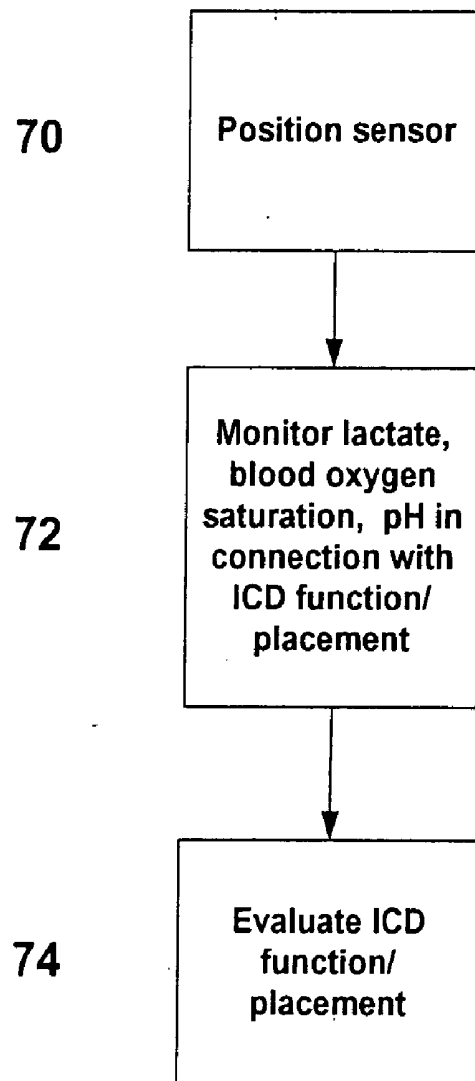 70
Position sensor
72
Monitor lactate,
blood oxygen
saturation, pH in
connection with
ICD function/
placement
74
Evaluate ICD
function/
placement